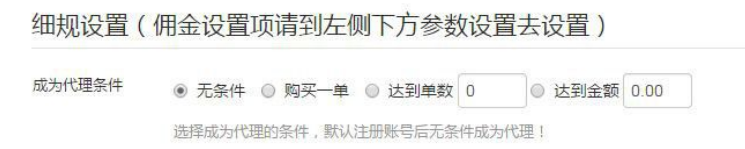 细规设置（佣金设置项请到左侧下方参数设置去设置）
成为代理条件 无条件 购买一单 达到单数 0 达到金额 0.00
选择成为代理的条件，默认注册账号后无条件成为代理！